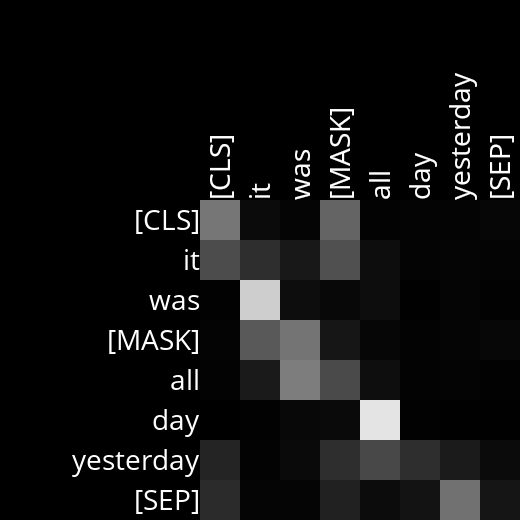 [CLS]
it
was
[MASK]
all
day
yesterday
[SEP]
[CLS]
it
was
[MASK]
all
day
yesterday
[SEP]